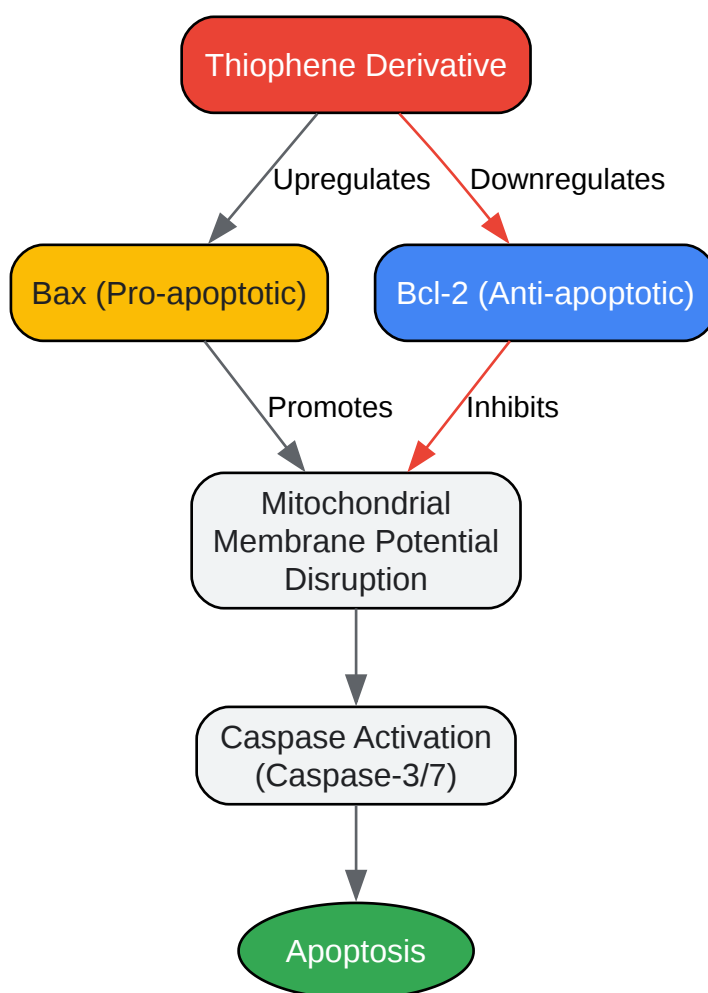 Thiophene Derivative
Upregulates
Downregulates
Bax (Pro-apoptotic)
Bcl-2 (Anti-apoptotic)
Promotes
Inhibits
Mitochondrial
Membrane Potential
Disruption
Caspase Activation
(Caspase-3/7)
Apoptosis